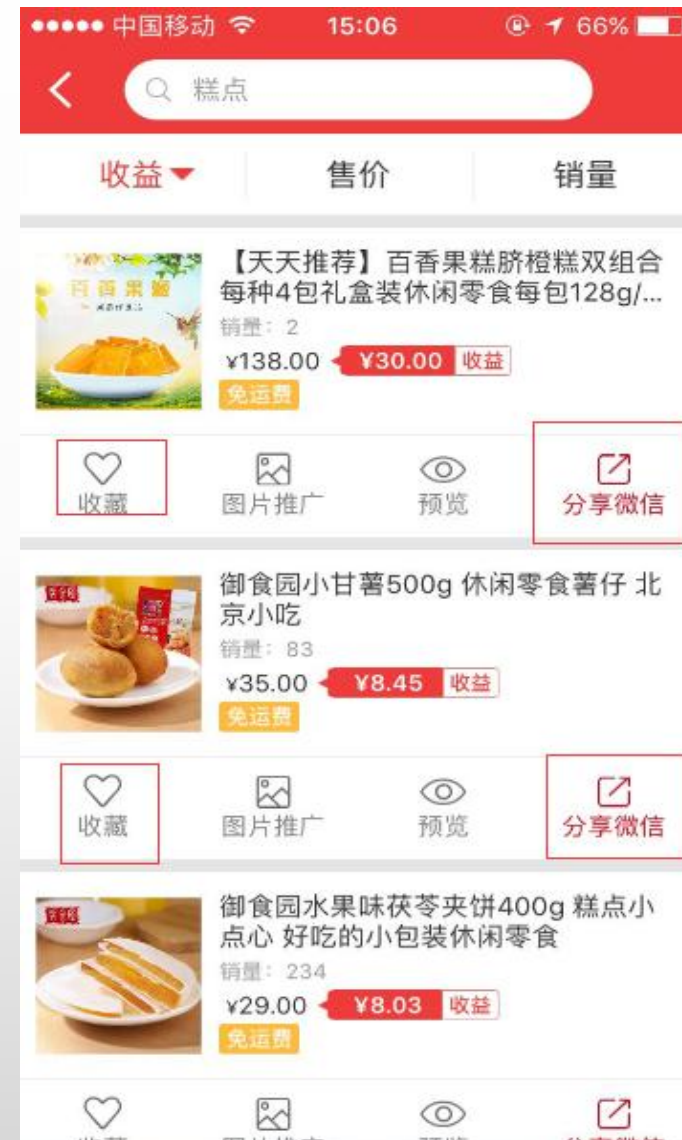 中国移动 15:06 66%
糕点
收益 售价 销量
百香果糕
【天天推荐】百香果糕脐橙糕双组合
每种4包礼盒装休闲零食每包128g/...
销量：2
¥138.00 ¥30.00 收益
免运费
收藏 图片推广 预览 分享微信
御食园小甘薯500g 休闲零食薯仔 北
京小吃
销量：83
¥35.00 ¥8.45 收益
免运费
收藏 图片推广 预览 分享微信
御食园水果味茯苓夹饼400g 糕点小
点心 好吃的小包装休闲零食
销量：234
¥29.00 ¥8.03 收益
免运费